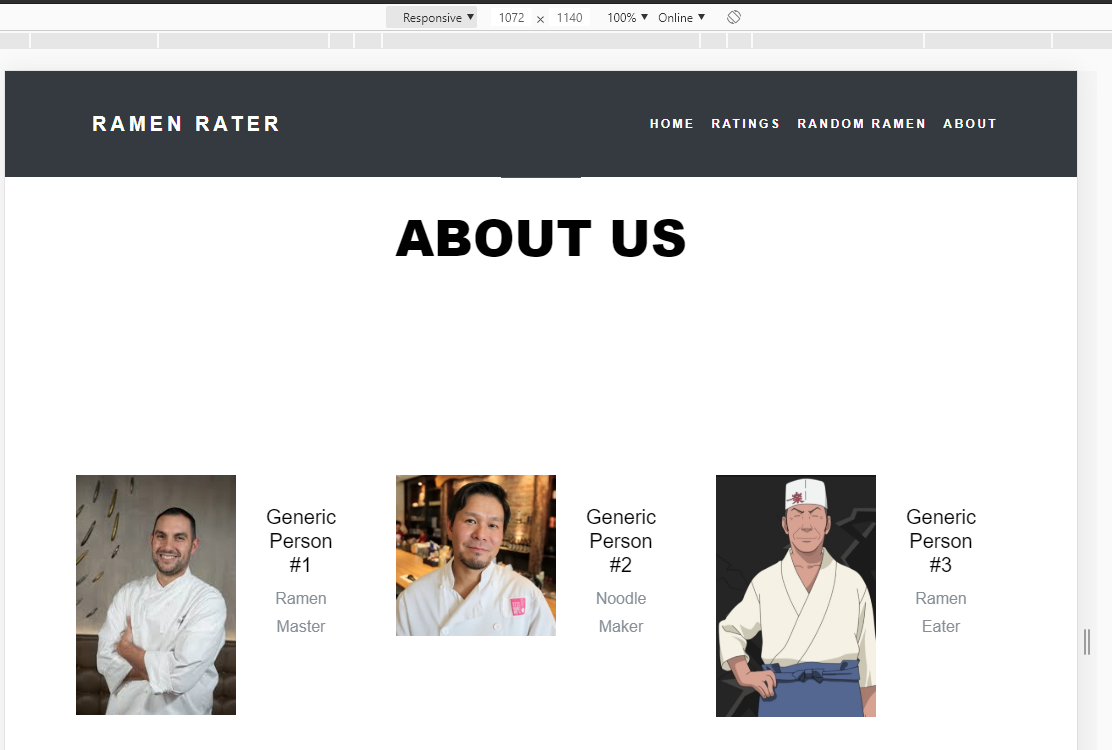 Responsive ▼ 1072 × 1140 100% ▼ Online ▼
RAMEN RATER HOME RATINGS RANDOM RAMEN ABOUT
ABOUT US
Generic
Person
#1
Ramen
Master
Generic
Person
#2
Noodle
Maker
楽
Generic
Person
#3
Ramen
Eater